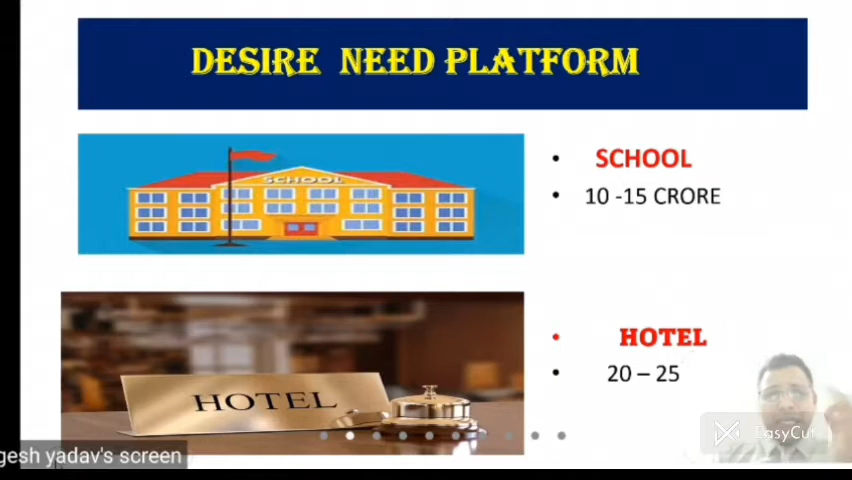 DESIRE NEED PLATFORM
SCHOOL
• SCHOOL
• 10 -15 CRORE
• HOTEL
• 20 – 25
HOTEL
EasyCut
gesh yadav's screen